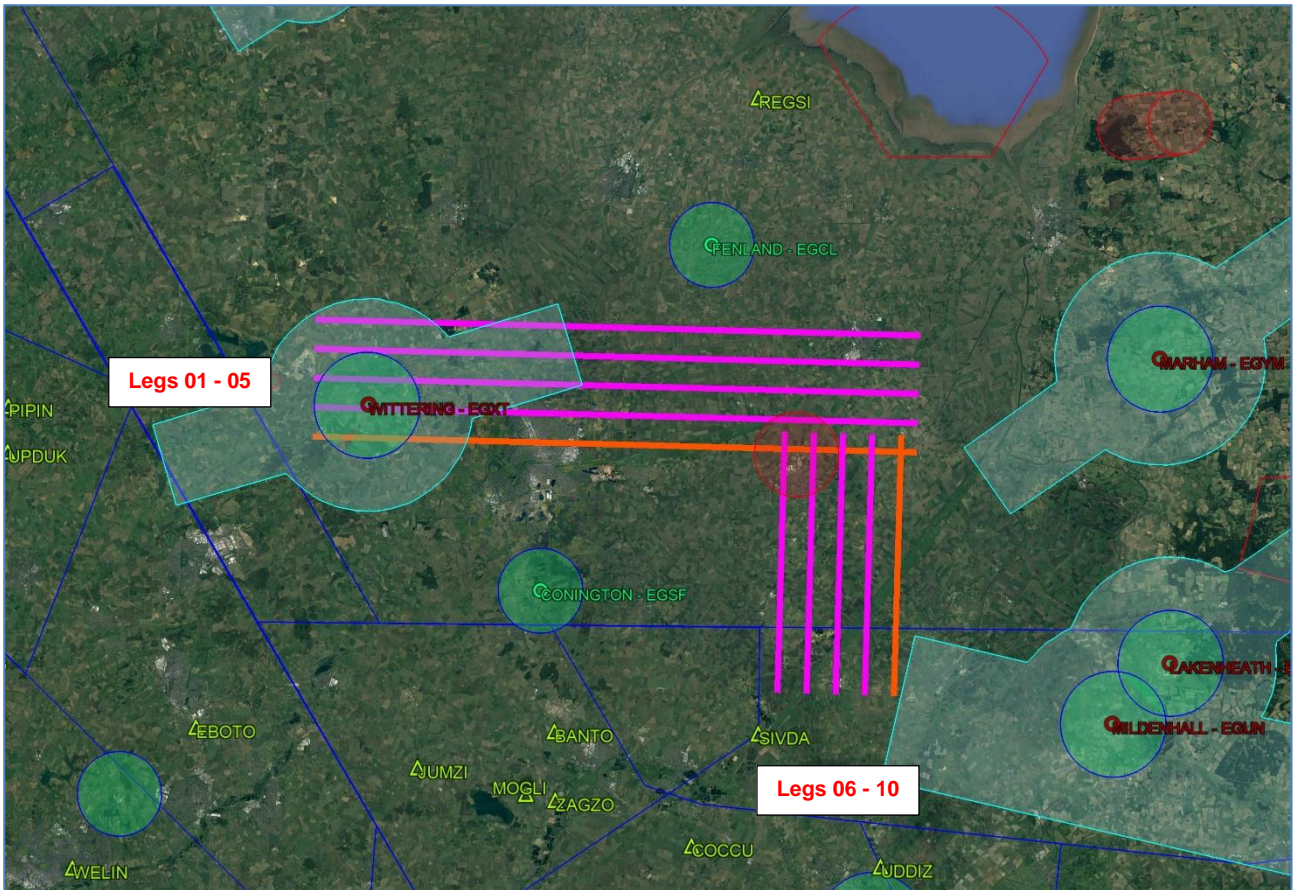 REGSI
FENLAND - EGCL
MARHAM - EGYM
Legs 01 - 05
WITTERING - EGXT
PIPIN
UPDUK
CONINGTON - EGSF
LAKENHEATH - E
MILDENHALL - EGUN
EBOTO
BANTO
SIVDA
JUMZI
MOGLI
ZAGZO
Legs 06 - 10
COCCU
WELIN
UDDIZ